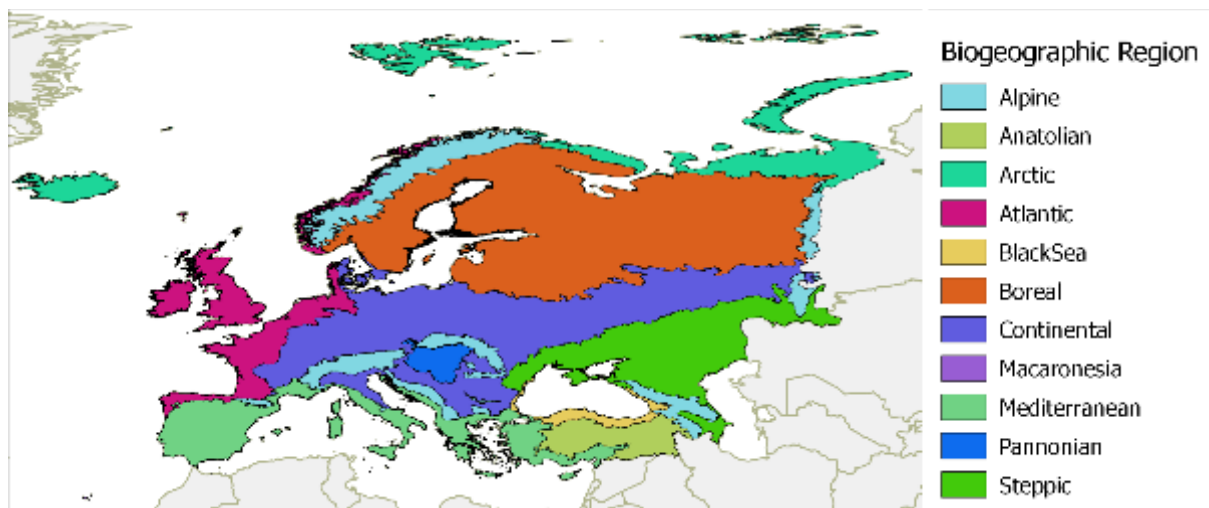 Biogeographic Region
Alpine
Anatolian
Arctic
Atlantic
BlackSea
Boreal
Continental
Macaronesia
Mediterranean
Pannonian
Steppic